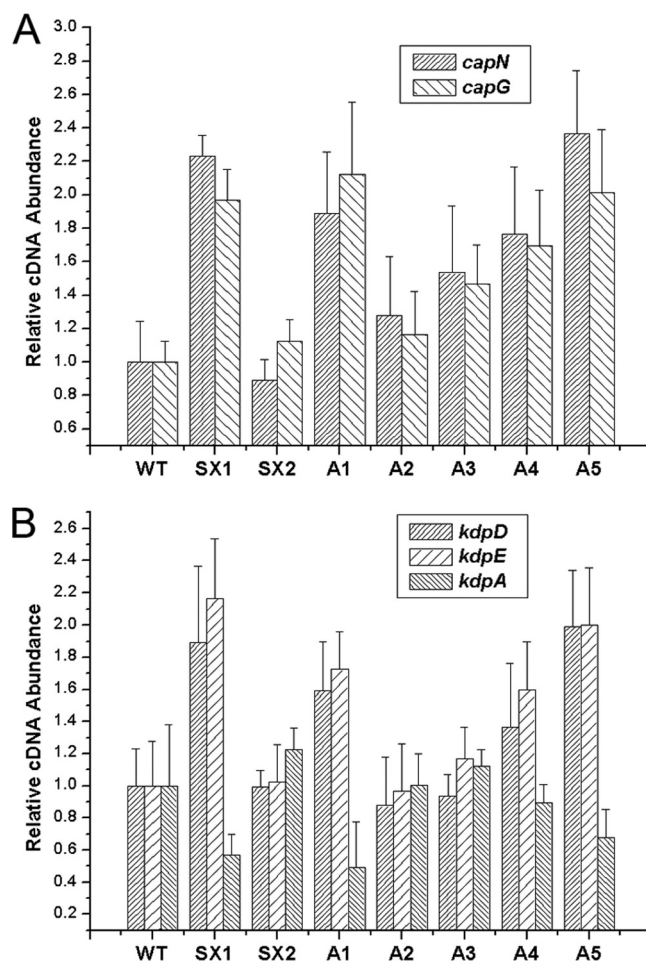 A
Relative cDNA Abundance
3.0
2.8
2.6
2.4
2.2
2.0
1.8
1.6
1.4
1.2
1.0
0.8
0.6
capN
capG
WT SX1 SX2 A1 A2 A3 A4 A5
B
Relative cDNA Abundance
2.6
2.4
2.2
2.0
1.8
1.6
1.4
1.2
1.0
0.8
0.6
0.4
0.2
kdpD
kdpE
kdpA
WT SX1 SX2 A1 A2 A3 A4 A5